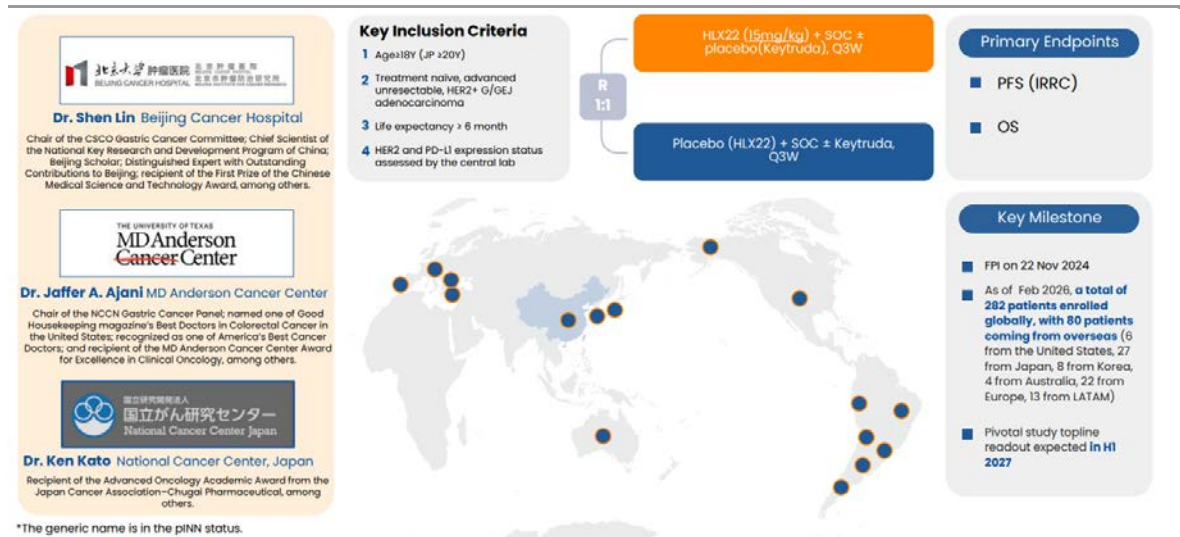 北京大学 肿瘤医院
BEIJING CANCER HOSPITAL
Dr. Shen Lin Beijing Cancer Hospital
Chair of the CSCO Gastric Cancer Committee; Chief Scientist of
the National Key Research and Development Program of China;
Beijing Scholar; Distinguished Expert with Outstanding
Contributions to Beijing; recipient of the First Prize of the Chinese
Medical Science and Technology Award, among others.
THE UNIVERSITY OF TEXAS
MD Anderson
Cancer Center
Dr. Jaffer A. Ajani MD Anderson Cancer Center
Chair of the NCCN Gastric Cancer Panel; named one of Good
Housekeeping magazine's Best Doctors in Colorectal Cancer in
the United States; recognized as one of America's Best Cancer
Doctors; and recipient of the MD Anderson Cancer Center Award
for Excellence in Clinical Oncology, among others.
国立研究開発法人
国立がん研究センター
National Cancer Center Japan
Dr. Ken Kato National Cancer Center, Japan
Recipient of the Advanced Oncology Academic Award from the
Japan Cancer Association–Chugai Pharmaceutical, among
others.
*The generic name is in the pINN status.
Key Inclusion Criteria
1 Age≥18Y (JP ≥20Y)
2 Treatment naive, advanced
unresectable, HER2+ G/GEJ
adenocarcinoma
3 Life expectancy > 6 month
4 HER2 and PD-L1 expression status
assessed by the central lab
R
1:1
HLX22 (15mg/kg) + SOC ±
placebo(Keytruda), Q3W
Placebo (HLX22) + SOC ± Keytruda,
Q3W
Primary Endpoints
PFS (IRRC)
OS
Key Milestone
FPI on 22 Nov 2024
As of Feb 2026, a total of
282 patients enrolled
globally, with 80 patients
coming from overseas (6
from the United States, 27
from Japan, 8 from Korea,
4 from Australia, 22 from
Europe, 13 from LATAM)
Pivotal study topline
readout expected in H1
2027